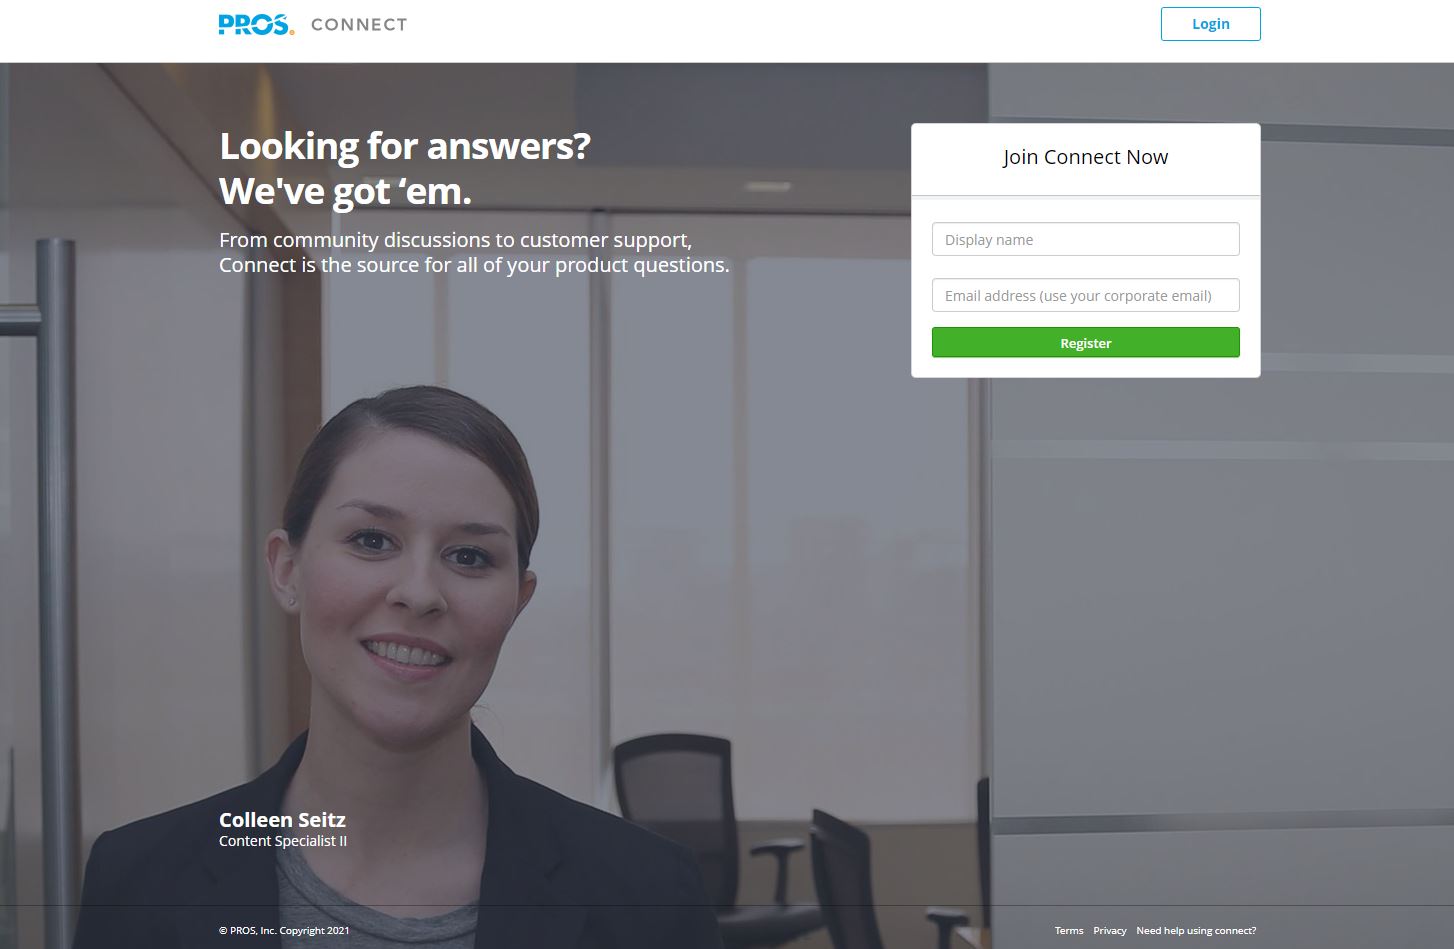 PROS CONNECT
Login
Looking for answers?
We've got ‘em.
From community discussions to customer support,
Connect is the source for all of your product questions.
Join Connect Now
Display name
Email address (use your corporate email)
Register
Colleen Seitz
Content Specialist II
© PROS, Inc. Copyright 2021
Terms Privacy Need help using connect?